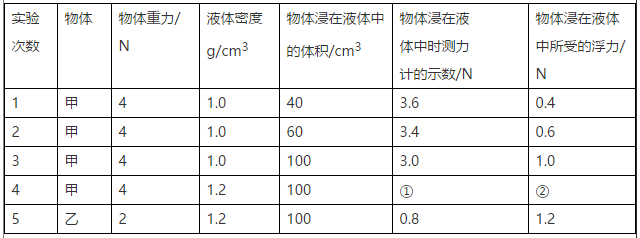 实验次数 物体 物体重力/N 液体密度g/cm³ 物体浸在液体中的体积/cm³ 物体浸在液体中时测力计的示数/N 物体浸在液体中所受的浮力/N
1 甲 4 1.0 40 3.6 0.4
2 甲 4 1.0 60 3.4 0.6
3 甲 4 1.0 100 3.0 1.0
4 甲 4 1.2 100 ① ②
5 乙 2 1.2 100 0.8 1.2